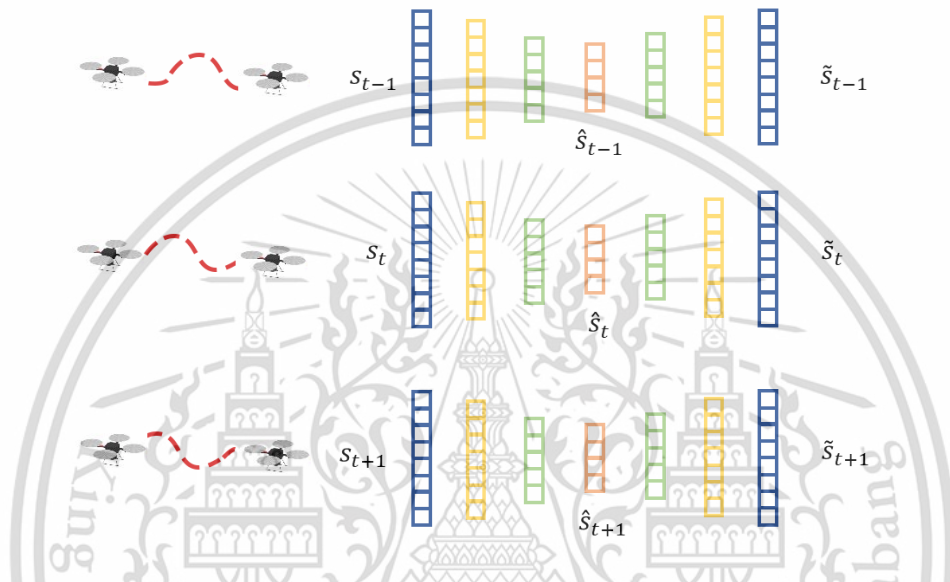 s_{t-1} s̃_{t-1}
ŝ_{t-1}
s_t s̃_t
ŝ_t
s_{t+1} s̃_{t+1}
ŝ_{t+1}